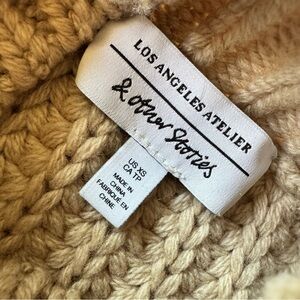 LOS ANGELES ATELIER
& other Stories
US XS
CA TP
MADE IN
CHINA
FABRIQUÉ EN
CHINE